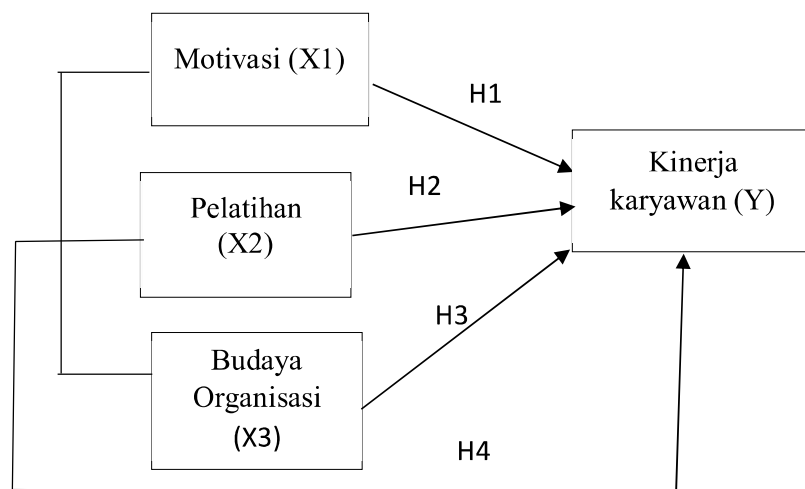 Motivasi (X1)
H1
Kinerja
karyawan (Y)
H2
Pelatihan
(X2)
H3
Budaya
Organisasi
(X3)
H4